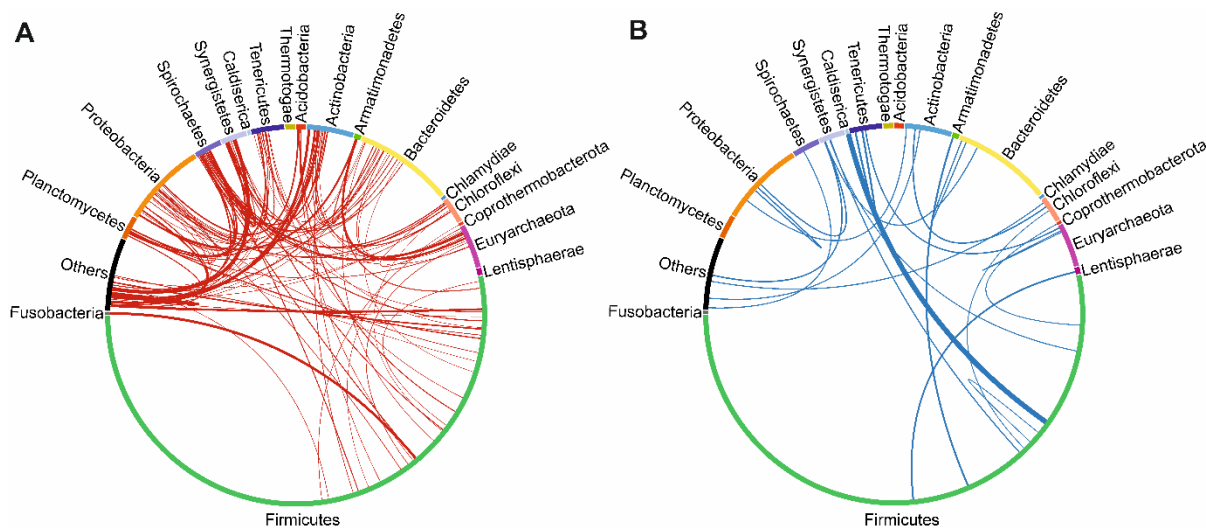 A
Fusobacteria
Others
Planctomycetes
Proteobacteria
Spirochaetes
Synergistetes
Caldiserica
Tenericutes
Thermotogae
Acidobacteria
Actinobacteria
Armatimonadetes
Bacteroidetes
Chlamydiae
Chloroflexi
Coprothermobacterota
Euryarchaeota
Lentisphaerae
Firmicutes
B
Fusobacteria
Others
Planctomycetes
Proteobacteria
Spirochaetes
Synergistetes
Caldiserica
Tenericutes
Thermotogae
Acidobacteria
Actinobacteria
Armatimonadetes
Bacteroidetes
Chlamydiae
Chloroflexi
Coprothermobacterota
Euryarchaeota
Lentisphaerae
Firmicutes